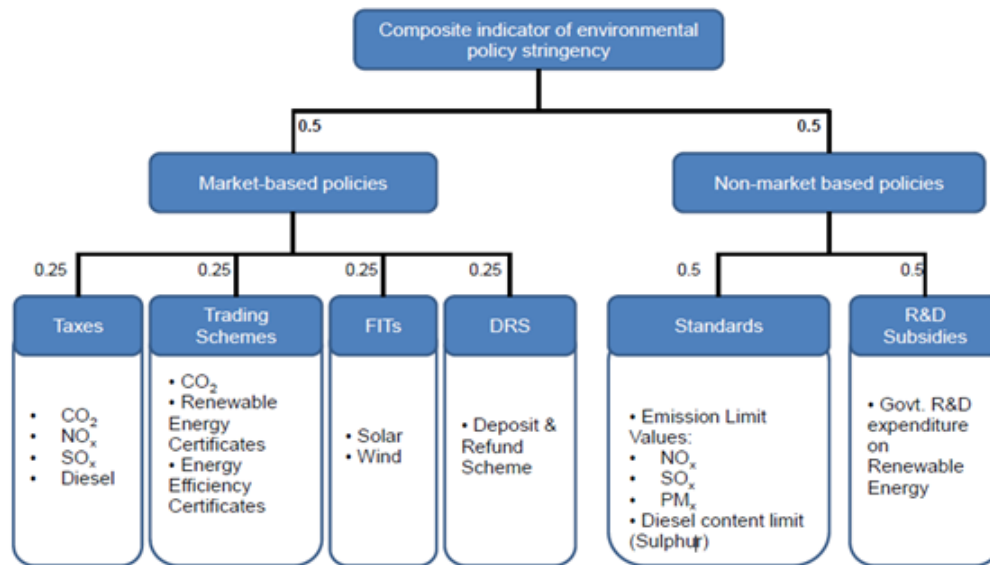 Composite indicator of environmental
policy stringency
0.5
0.5
Market-based policies
Non-market based policies
0.25
0.25
0.25
0.25
0.5
0.5
Taxes
Trading
Schemes
FITs
DRS
Standards
R&D
Subsidies
• CO₂
• NOₓ
• SOₓ
• Diesel
• CO₂
• Renewable
Energy
Certificates
• Energy
Efficiency
Certificates
• Solar
• Wind
• Deposit &
Refund
Scheme
• Emission Limit
Values:
• NOₓ
• SOₓ
• PMₓ
• Diesel content limit
(Sulphur)
• Govt. R&D
expenditure
on
Renewable
Energy